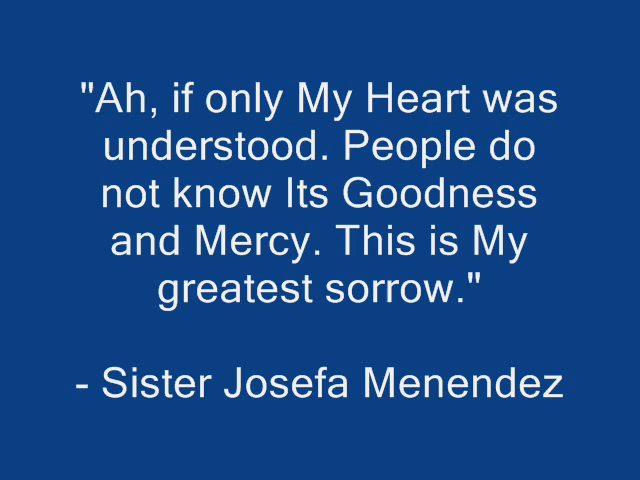 "Ah, if only My Heart was
understood. People do
not know Its Goodness
and Mercy. This is My
greatest sorrow."
- Sister Josefa Menendez